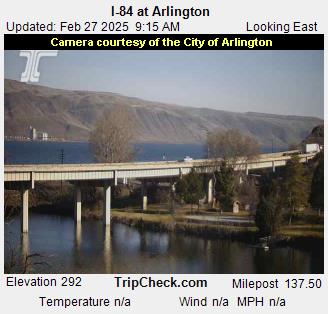 I-84 at Arlington
Updated: Feb 27 2025 9:15 AM Looking East
Camera courtesy of the City of Arlington
Elevation 292 TripCheck.com Milepost 137.50
Temperature n/a Wind n/a MPH n/a